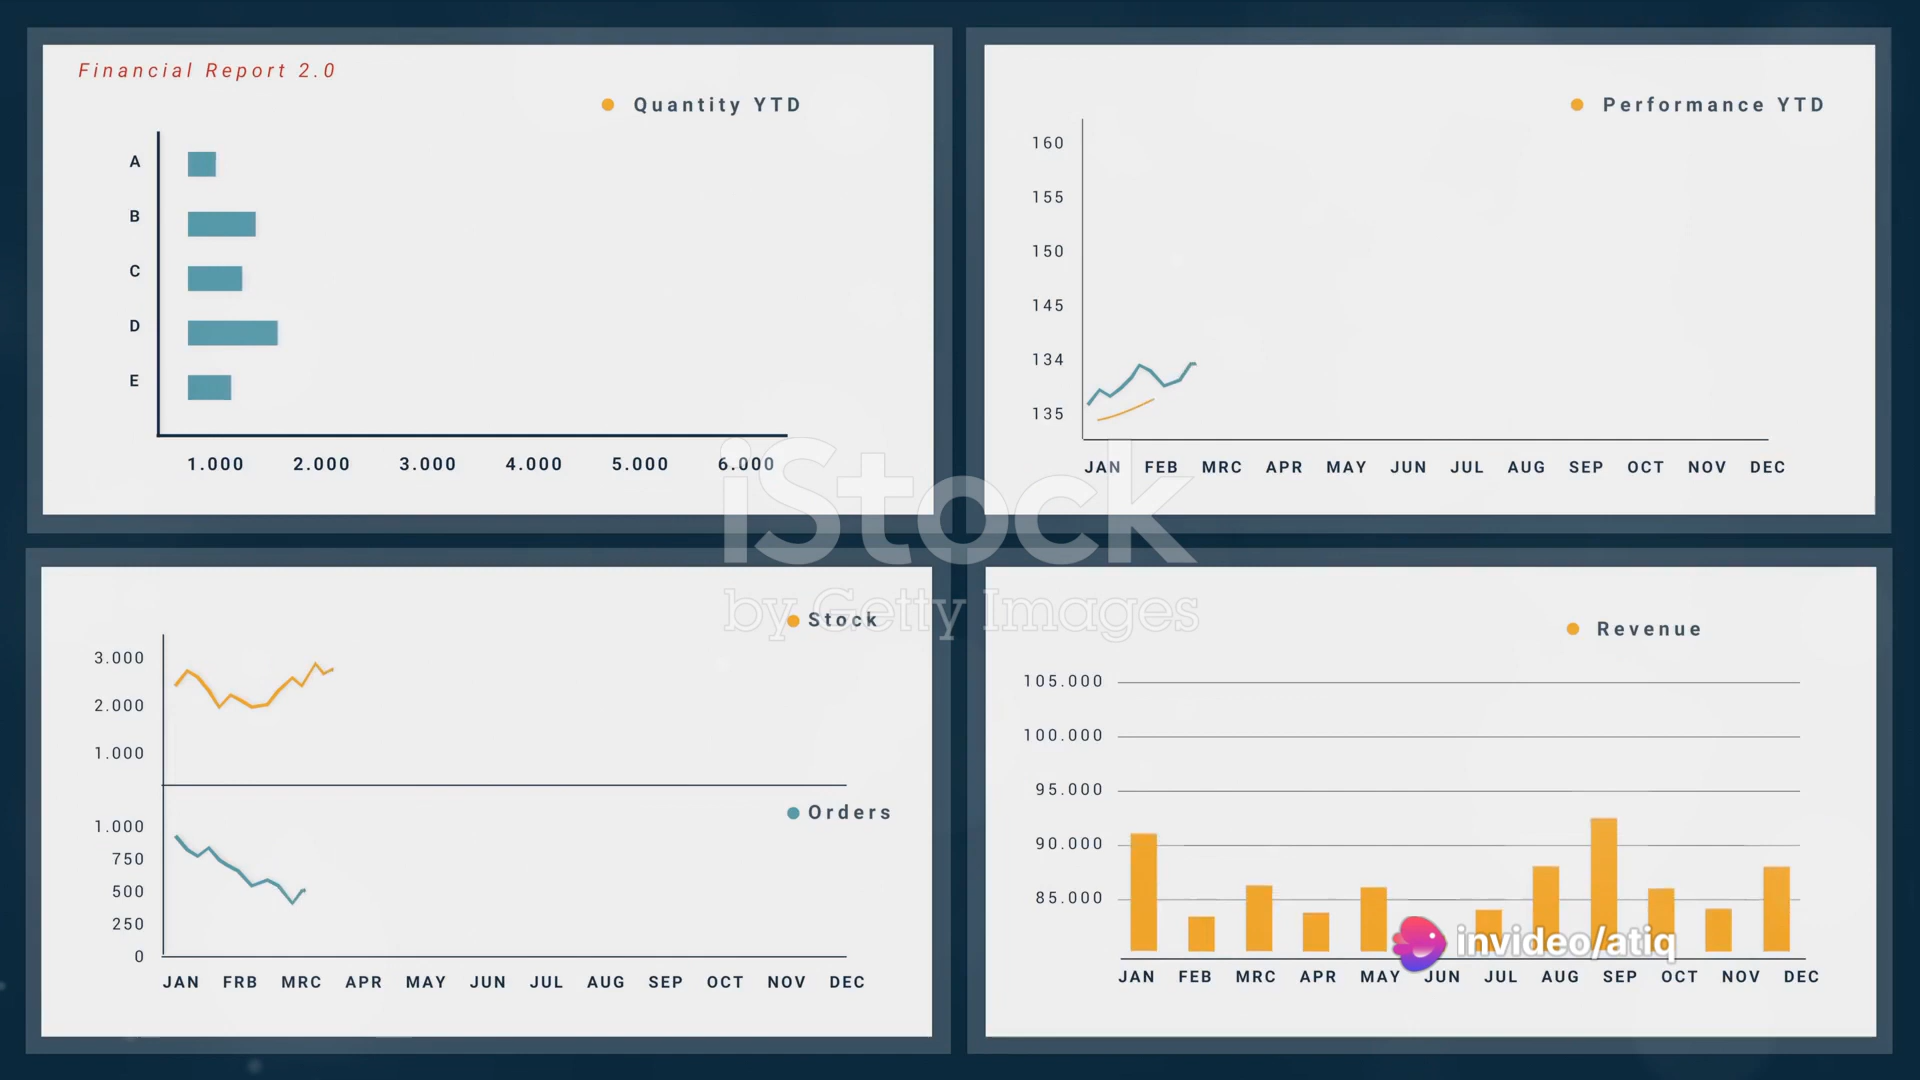 Financial Report 2.0
Quantity YTD
A
B
C
D
E
1.000 2.000 3.000 4.000 5.000 6.000
Performance YTD
160
155
150
145
134
135
JAN FEB MRC APR MAY JUN JUL AUG SEP OCT NOV DEC
iStock
by Getty Images
Stock
3.000
2.000
1.000
Orders
1.000
750
500
250
0
JAN FRB MRC APR MAY JUN JUL AUG SEP OCT NOV DEC
Revenue
105.000
100.000
95.000
90.000
85.000
invideo/atiq
JAN FEB MRC APR MAY JUN JUL AUG SEP OCT NOV DEC